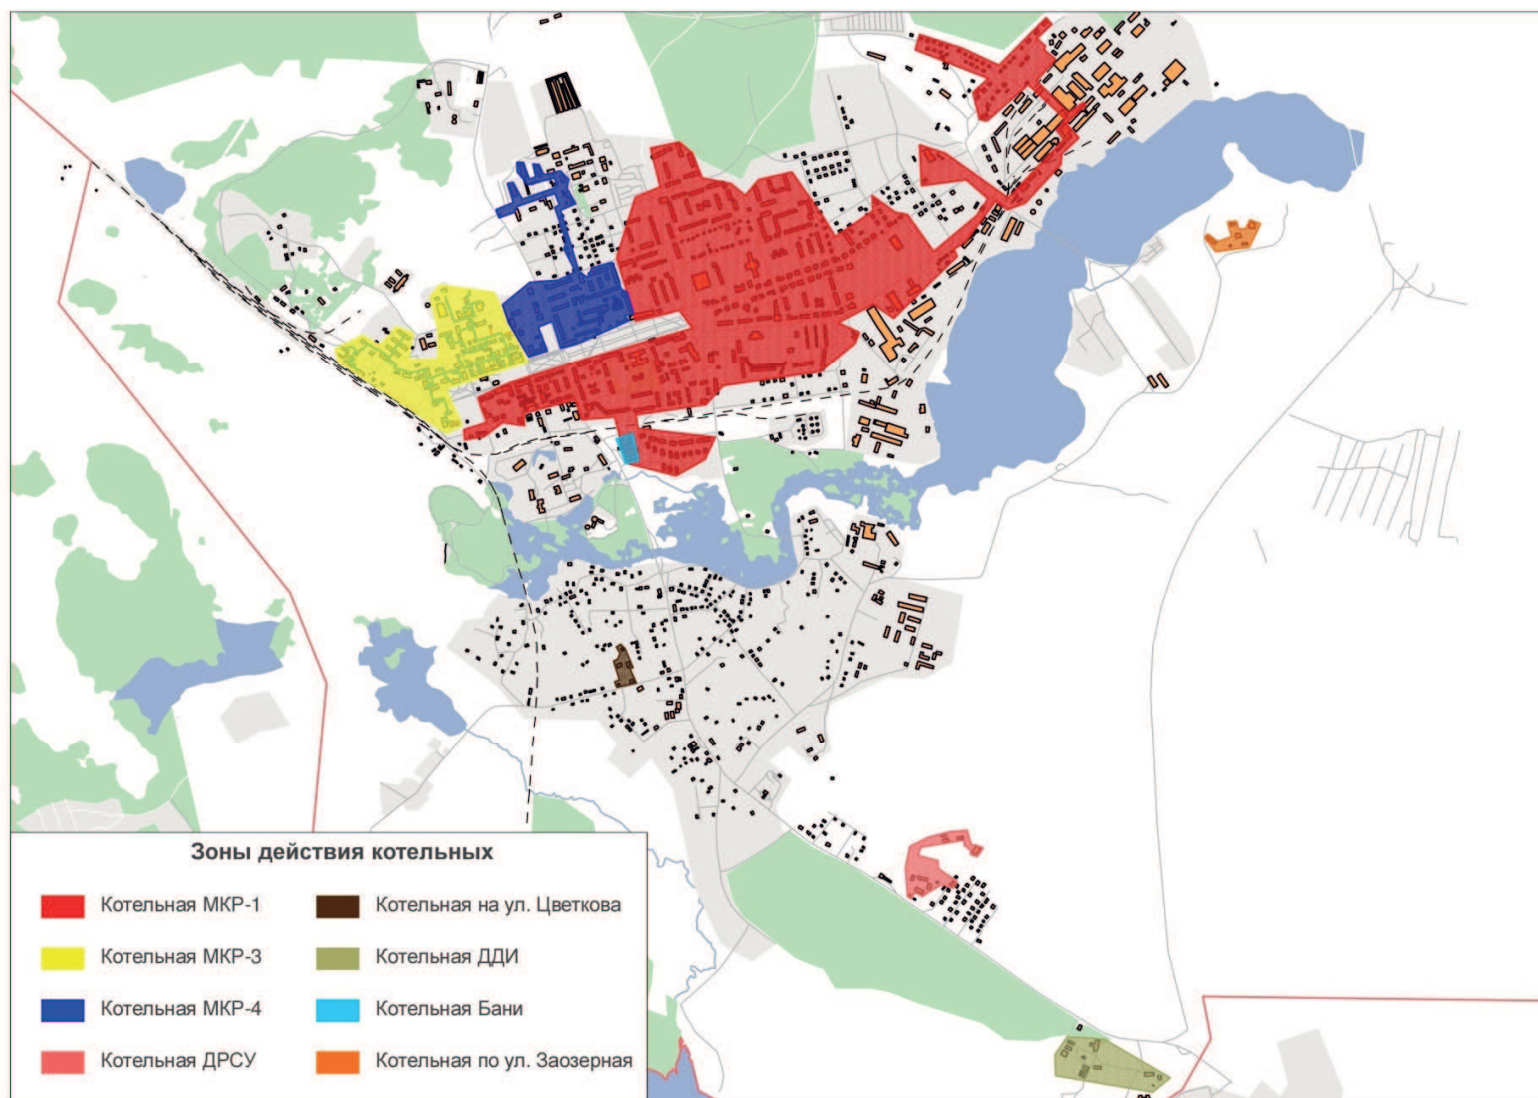 Зоны действия котельных
Котельная МКР-1
Котельная МКР-3
Котельная МКР-4
Котельная ДРСУ
Котельная на ул. Цветкова
Котельная ДДИ
Котельная Бани
Котельная по ул. Заозерная